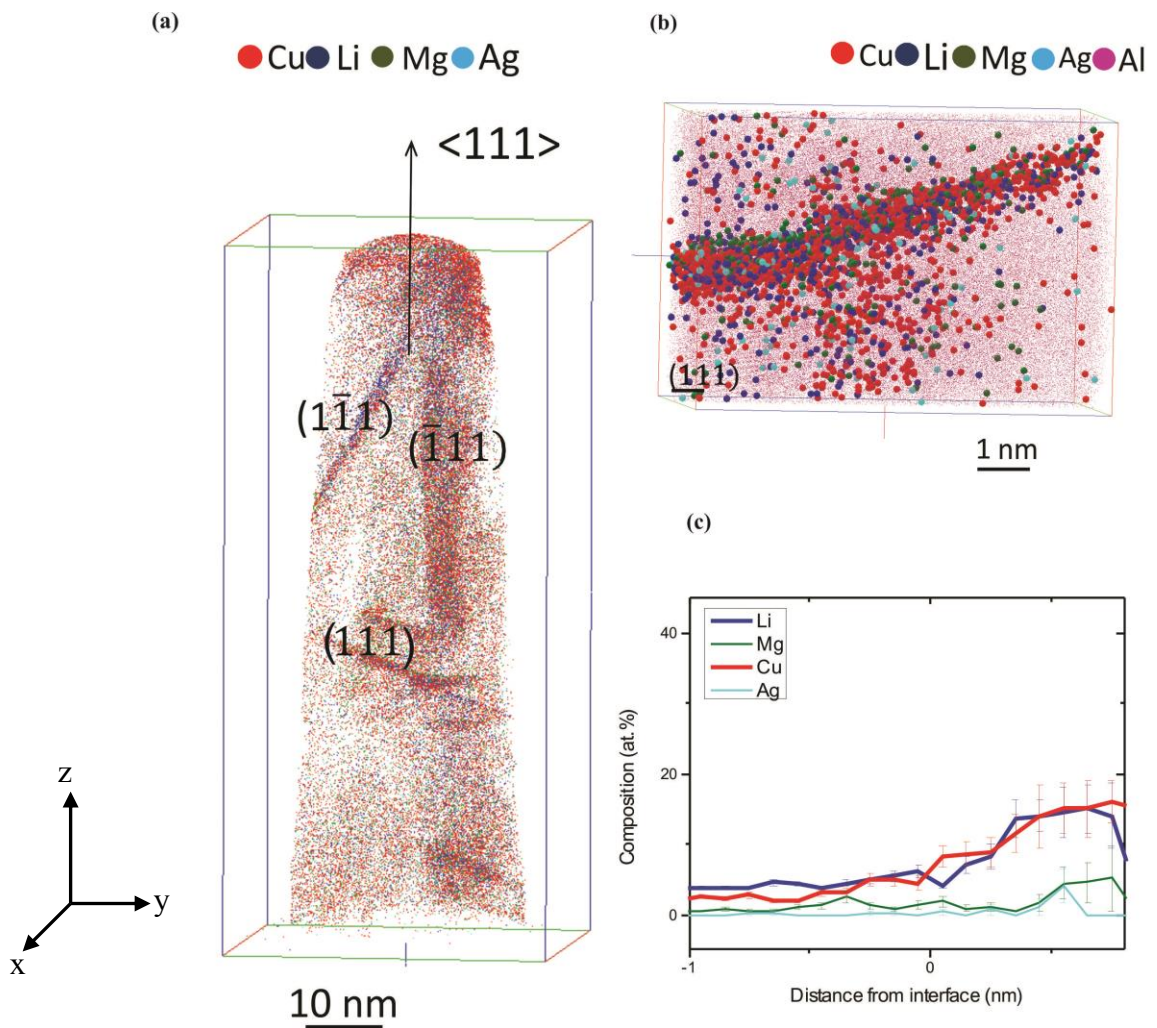 (a)
Cu Li Mg Ag
<111>
(11̄1)
(1̄11)
(111)
z
y
x
10 nm
(b)
Cu Li Mg Ag Al
(111)
1 nm
(c)
Li
Mg
Cu
Ag
40
20
0
Composition (at.%)
-1
0
Distance from interface (nm)